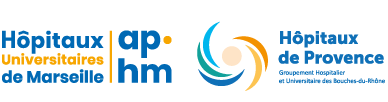 Hôpitaux
Universitaires
de Marseille
ap·
hm
Hôpitaux
de Provence
Groupement Hospitalier
et Universitaire des Bouches-du-Rhône